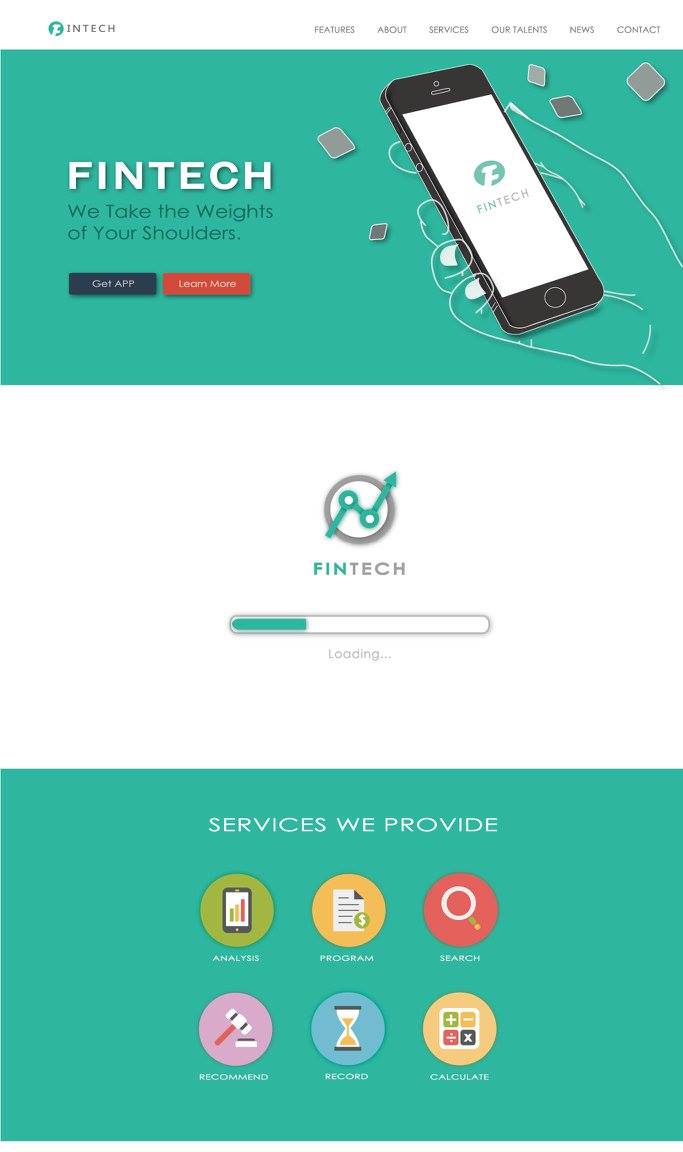 FINTECH
FEATURES ABOUT SERVICES OUR TALENTS NEWS CONTACT
FINTECH
We Take the Weights
of Your Shoulders.
Get APP Learn More
F
FINTECH
FINTECH
Loading...
SERVICES WE PROVIDE
ANALYSIS PROGRAM SEARCH
$
RECOMMEND RECORD CALCULATE
+ −
÷ x